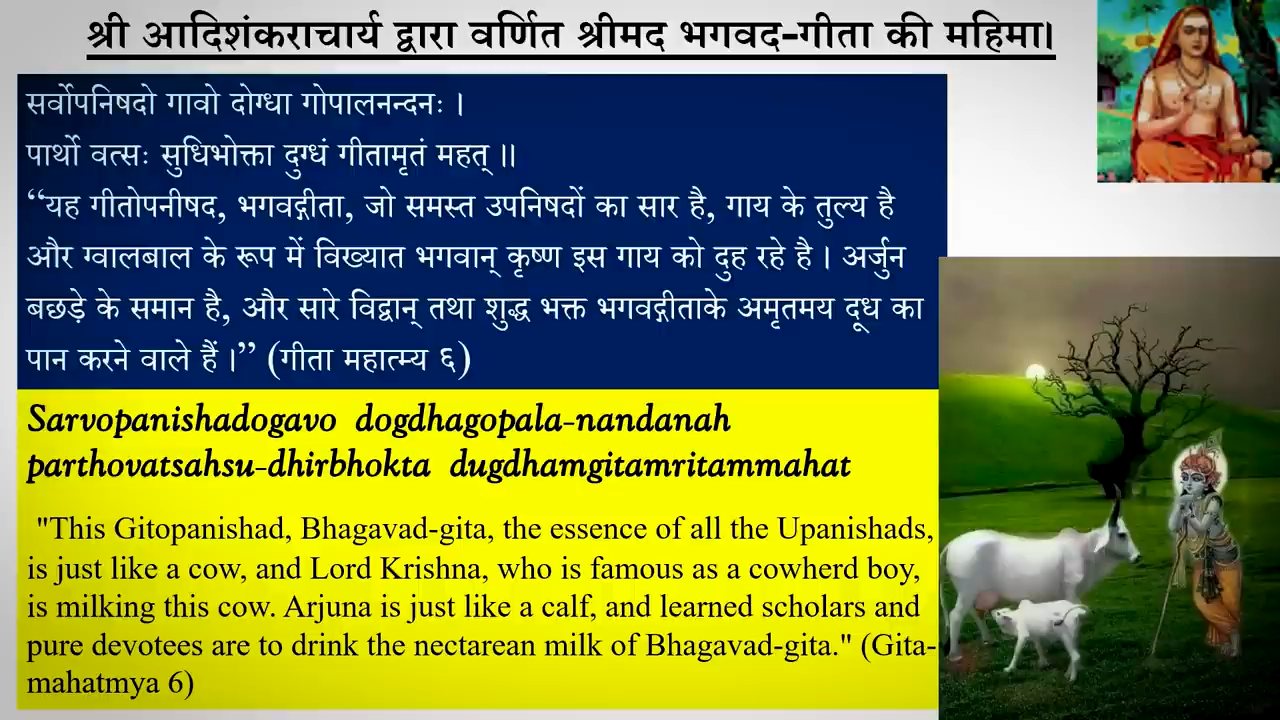 श्री आदिशंकराचार्य द्वारा वर्णित श्रीमद भगवद-गीता की महिमा।
सर्वोपनिषदो गावो दोग्धा गोपालनन्दनः ।
पार्थो वत्सः सुधिभोक्ता दुग्धं गीतामृतं महत् ॥
“यह गीतोपनीषद, भगवद्गीता, जो समस्त उपनिषदों का सार है, गाय के तुल्य है
और ग्वालबाल के रूप में विख्यात भगवान् कृष्ण इस गाय को दुह रहे है । अर्जुन
बछड़े के समान है, और सारे विद्वान् तथा शुद्ध भक्त भगवद्गीताके अमृतमय दूध का
पान करने वाले हैं ।” (गीता महात्म्य ६)
Sarvopanishadogavo dogdhagopala-nandanah
parthovatsahsu-dhirbhokta dugdhamgitamritammahat
"This Gitopanishad, Bhagavad-gita, the essence of all the Upanishads,
is just like a cow, and Lord Krishna, who is famous as a cowherd boy,
is milking this cow. Arjuna is just like a calf, and learned scholars and
pure devotees are to drink the nectarean milk of Bhagavad-gita." (Gita-
mahatmya 6)